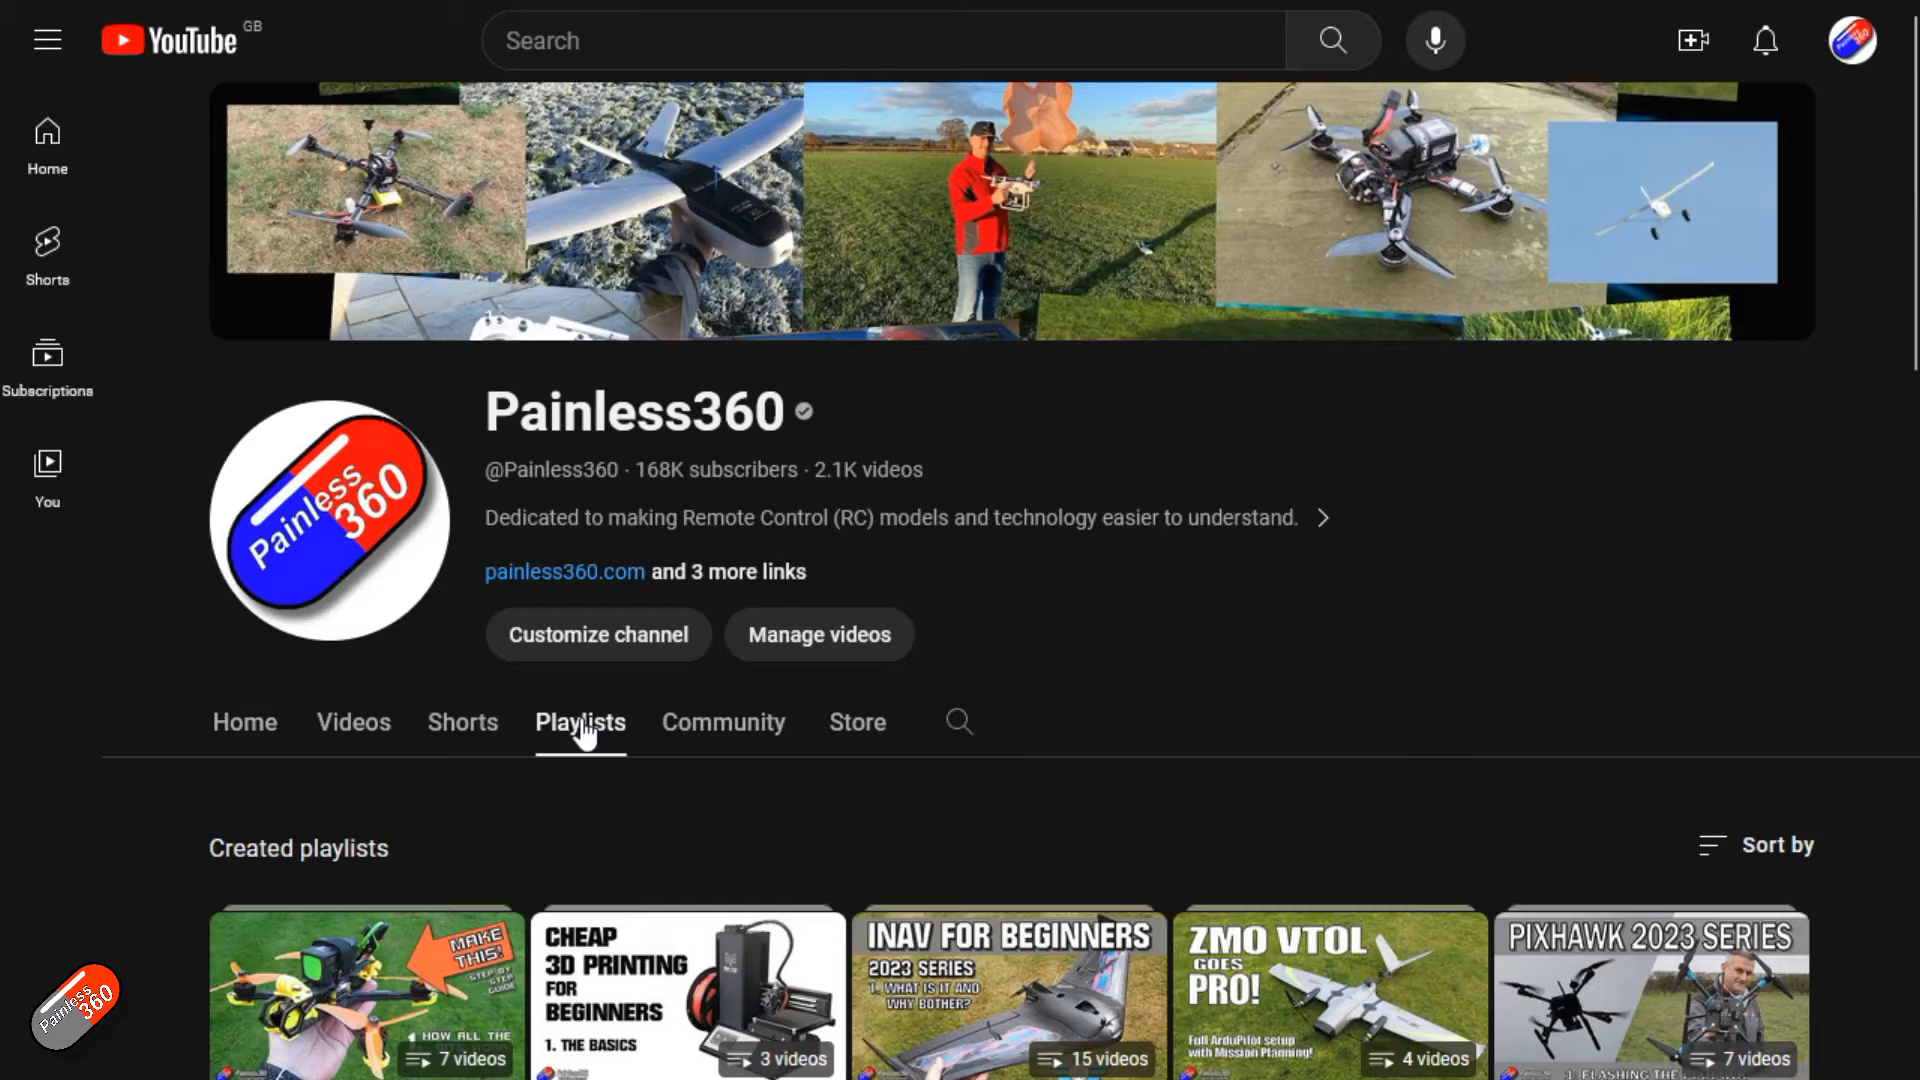 YouTube GB
Search
Home
Shorts
Subscriptions
You
Painless360
Painless
360
@Painless360 · 168K subscribers · 2.1K videos
Dedicated to making Remote Control (RC) models and technology easier to understand.
painless360.com and 3 more links
Customize channel
Manage videos
Home
Videos
Shorts
Playlists
Community
Store
Created playlists
Sort by
MAKE
THIS!
STEP BY
STEP
GUIDE
1. HOW ALL THE
7 videos
CHEAP
3D PRINTING
FOR
BEGINNERS
1. THE BASICS
3 videos
INAV FOR BEGINNERS
2023 SERIES
1. WHAT IS IT AND
WHY BOTHER?
15 videos
ZMO VTOL
GOES
PRO!
Full ArduPilot setup
with Mission Planning!
4 videos
PIXHAWK 2023 SERIES
1. FLASHING THE
7 videos
Painless
360